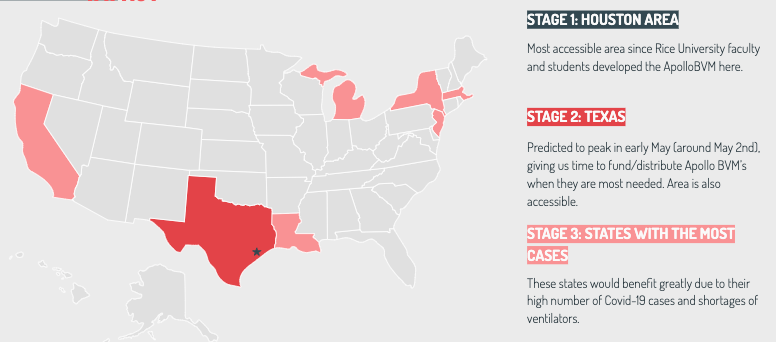 STAGE 1: HOUSTON AREA
Most accessible area since Rice University faculty
and students developed the ApolloBVM here.
STAGE 2: TEXAS
Predicted to peak in early May (around May 2nd),
giving us time to fund/distribute Apollo BVM's
when they are most needed. Area is also
accessible.
STAGE 3: STATES WITH THE MOST
CASES
These states would benefit greatly due to their
high number of Covid-19 cases and shortages of
ventilators.